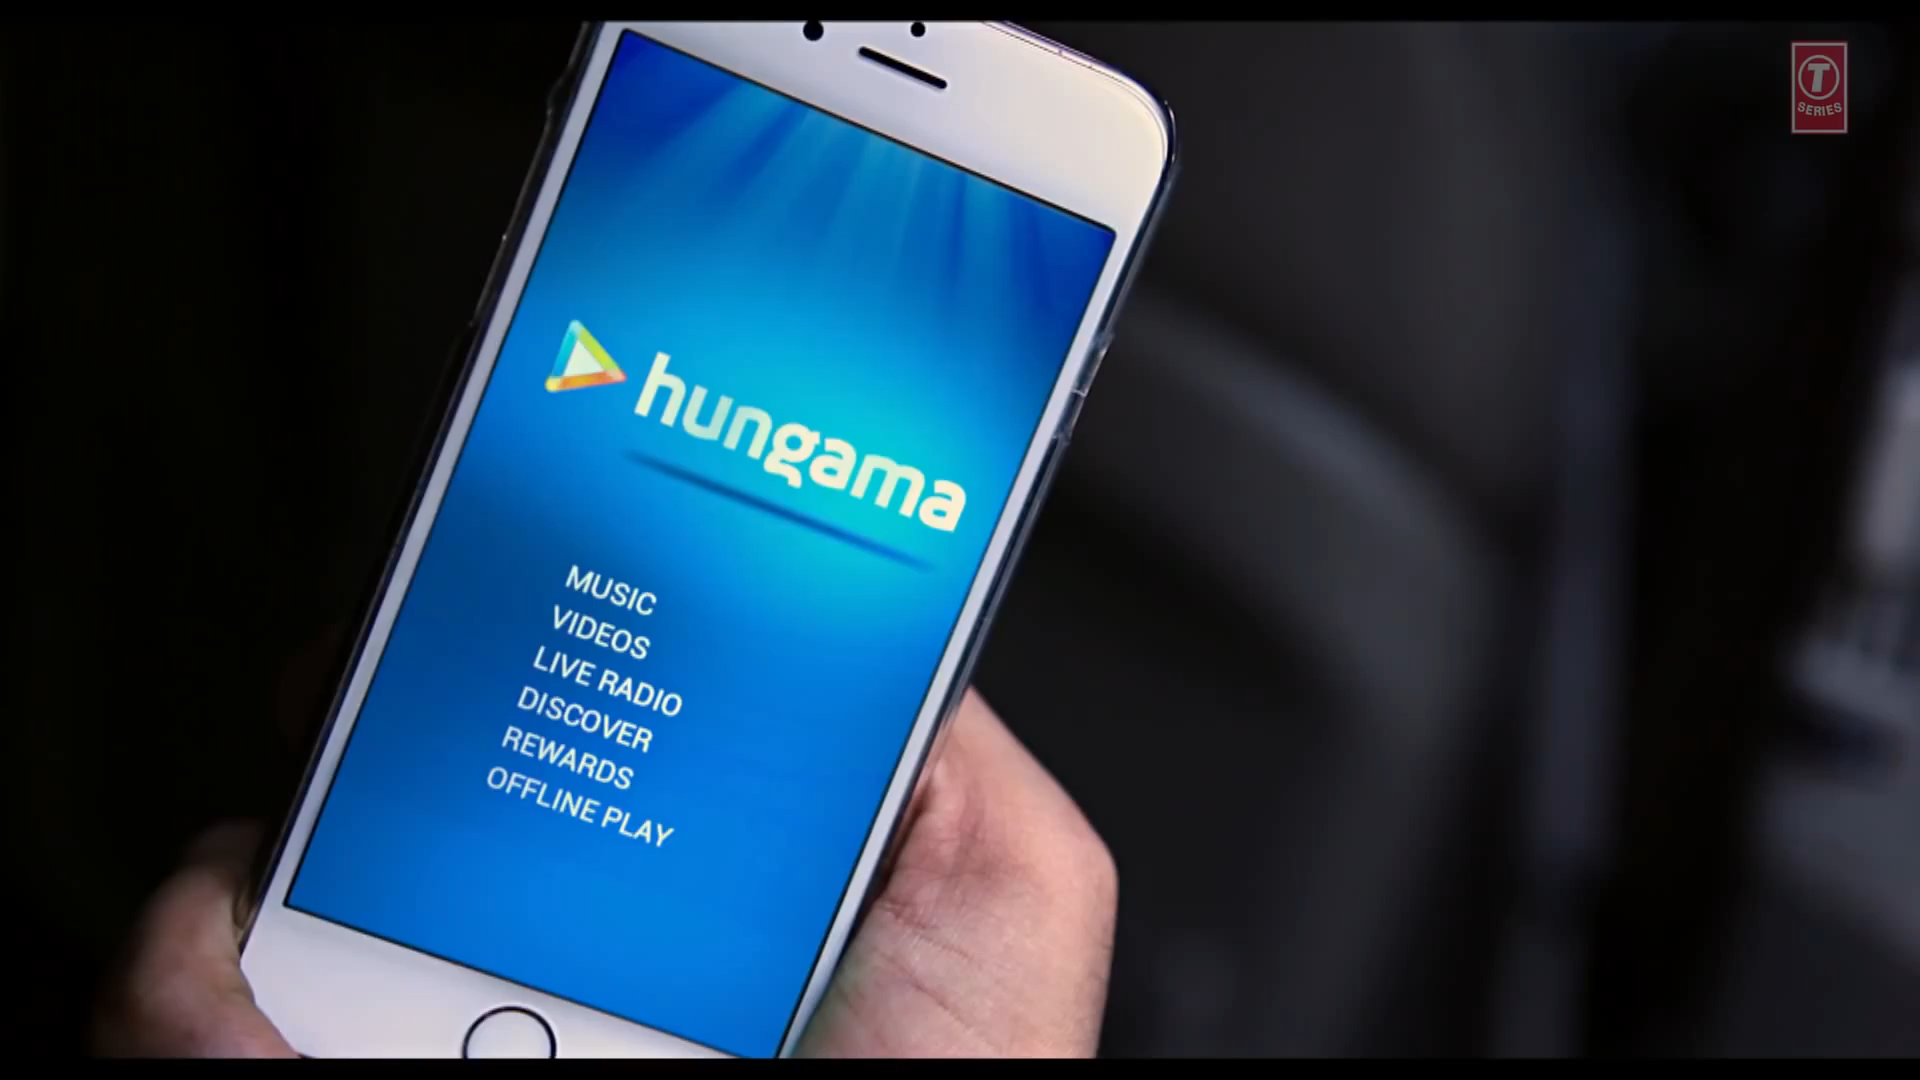 T
SERIES
hungama
MUSIC
VIDEOS
LIVE RADIO
DISCOVER
REWARDS
OFFLINE PLAY